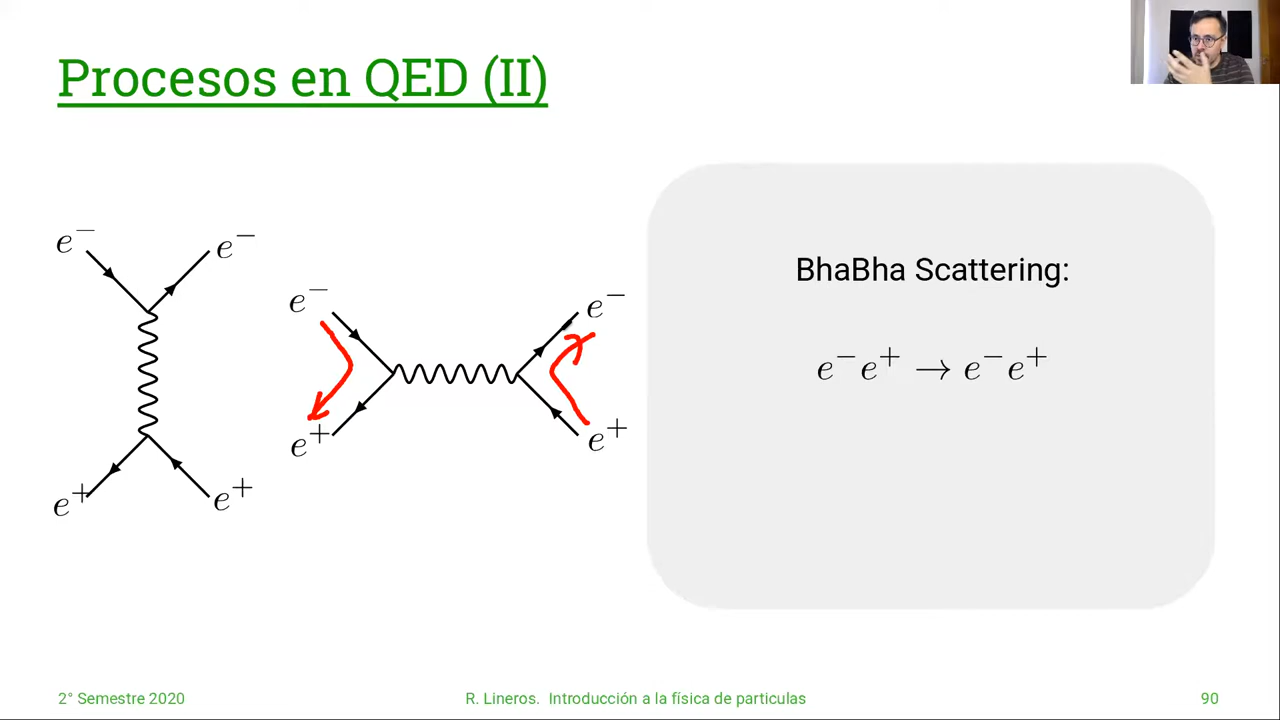 Procesos en QED (II)
e⁻ e⁻
e⁺ e⁺
e⁻ e⁻
e⁺ e⁺
BhaBha Scattering:
e⁻e⁺ → e⁻e⁺
2° Semestre 2020
R. Lineros. Introducción a la física de particulas
90